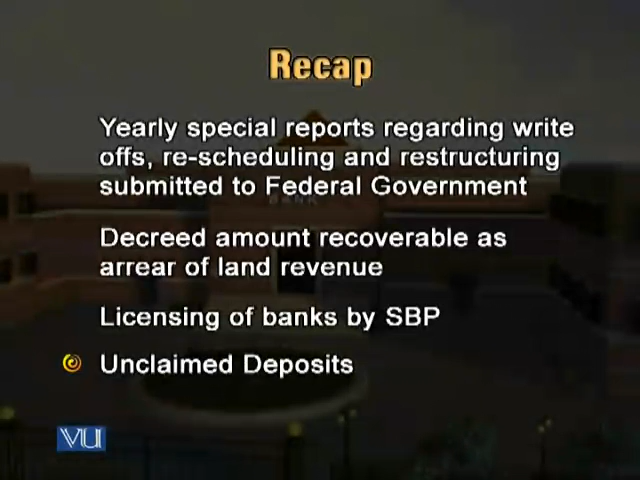 Recap
Yearly special reports regarding write
offs, re-scheduling and restructuring
submitted to Federal Government
BANK
Decreed amount recoverable as
arrear of land revenue
Licensing of banks by SBP
Unclaimed Deposits
VU